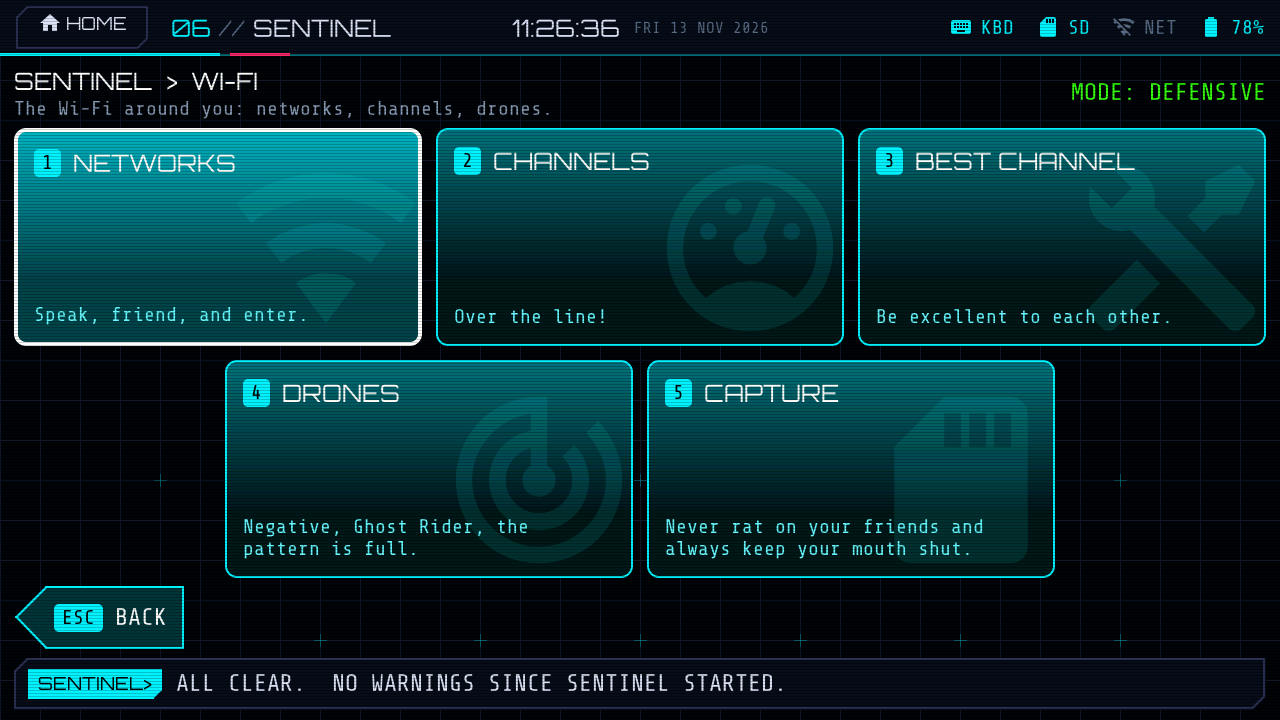 HOME
06 // SENTINEL
11:26:36 FRI 13 NOV 2026
KBD SD NET 78%
SENTINEL > WI-FI
The Wi-Fi around you: networks, channels, drones.
MODE: DEFENSIVE
1 NETWORKS
Speak, friend, and enter.
2 CHANNELS
Over the line!
3 BEST CHANNEL
Be excellent to each other.
4 DRONES
Negative, Ghost Rider, the
pattern is full.
5 CAPTURE
Never rat on your friends and
always keep your mouth shut.
ESC BACK
SENTINEL> ALL CLEAR. NO WARNINGS SINCE SENTINEL STARTED.